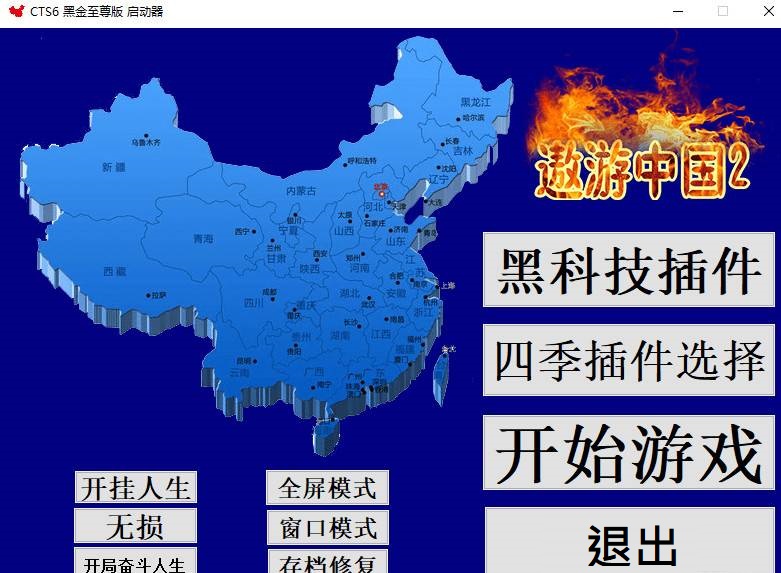 CTS6 黑金至尊版 启动器
遨游中国2
黑龙江
哈尔滨
长春
吉林
沈阳
辽宁
乌鲁木齐
新疆
呼和浩特
内蒙古
北京
天津
大连
河北
石家庄
银川
宁夏
太原
山西
济南
山东
青岛
西宁
青海
兰州
甘肃
西安
陕西
郑州
河南
江苏
西藏
拉萨
成都
四川
重庆
重庆
湖北
武汉
合肥
安徽
南京
上海
杭州
浙江
长沙
湖南
南昌
江西
贵州
贵阳
福州
福建
厦门
昆明
云南
广西
南宁
广东
广州
深圳
珠海
黑科技插件
四季插件选择
开始游戏
退出
开挂人生
全屏模式
无损
窗口模式
开局奋斗人生
存档修复